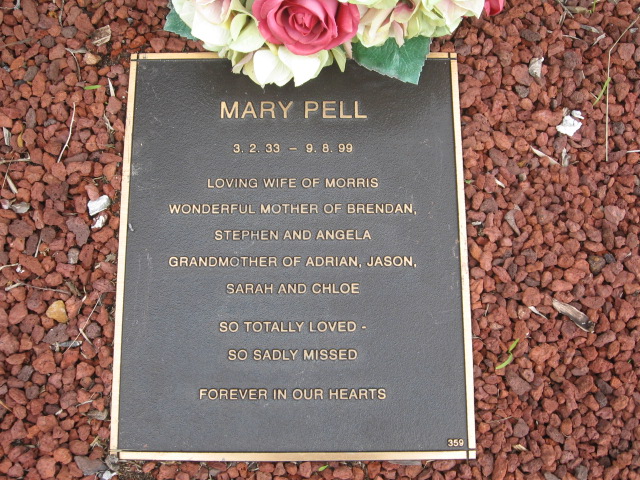 MARY PELL
3. 2. 33 – 9. 8. 99
LOVING WIFE OF MORRIS
WONDERFUL MOTHER OF BRENDAN,
STEPHEN AND ANGELA
GRANDMOTHER OF ADRIAN, JASON,
SARAH AND CHLOE
SO TOTALLY LOVED -
SO SADLY MISSED
FOREVER IN OUR HEARTS
359